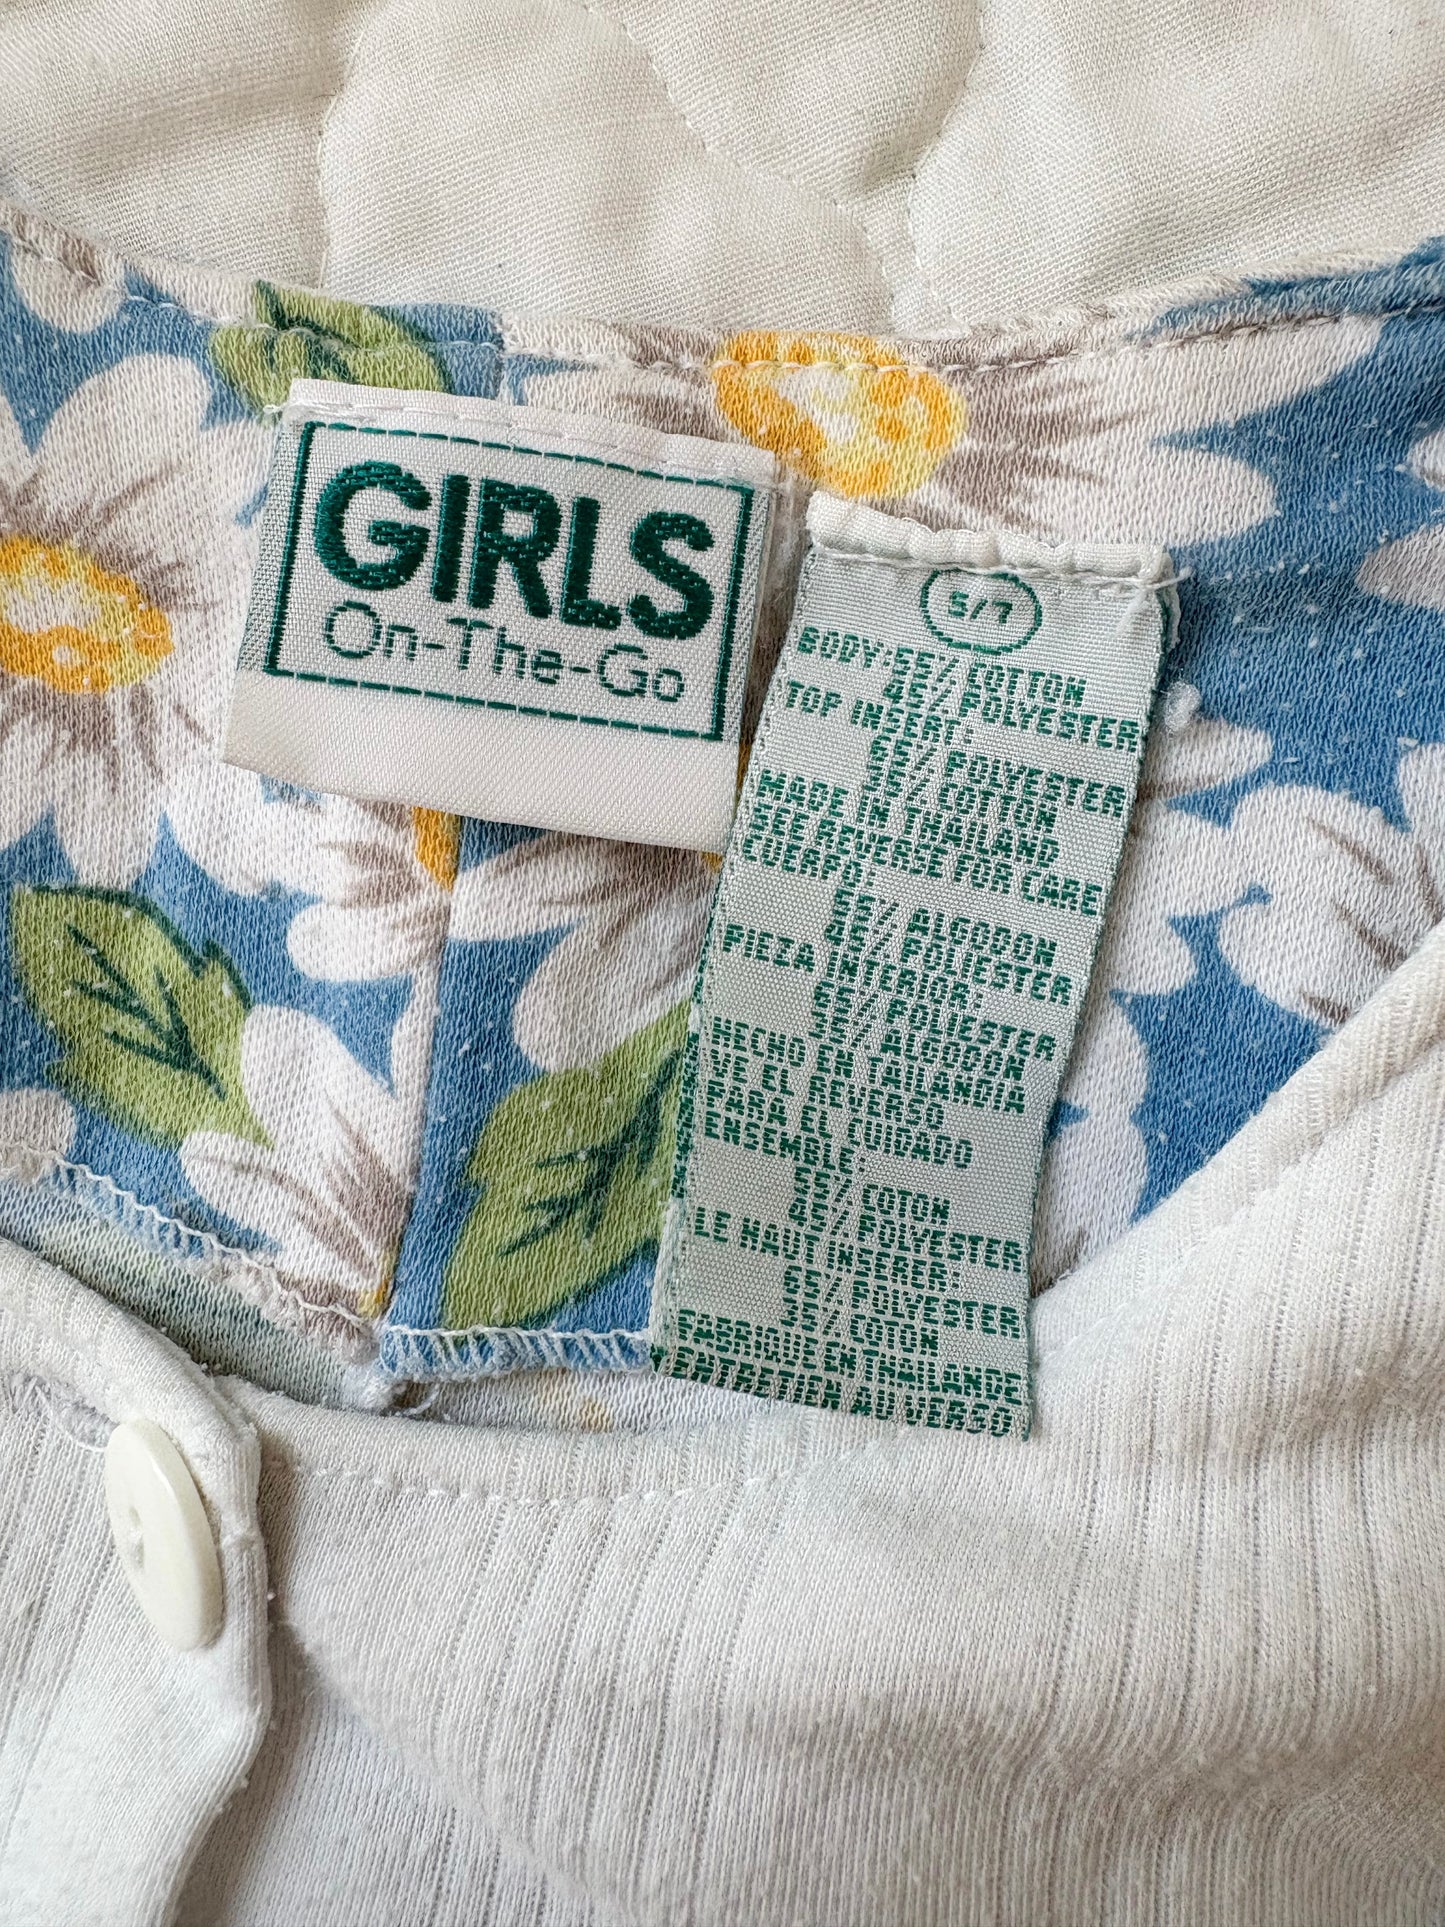 GIRLS
On-The-Go
5/7
BODY:55% COTTON
45% POLYESTER
TOP INSERT:
65% POLYESTER
35% COTTON
MADE IN THAILAND
SEE REVERSE FOR CARE
CUERPO:
55% ALGODON
45% POLIESTER
PIEZA INTERIOR:
65% POLIESTER
35% ALGODON
HECHO EN TAILANDIA
VE EL REVERSO
PARA EL CUIDADO
ENSEMBLE:
55% COTON
45% POLYESTER
LE HAUT INSERER:
65% POLYESTER
35% COTON
FABRIQUE EN THAILANDE
ENTRETIEN AU VERSO